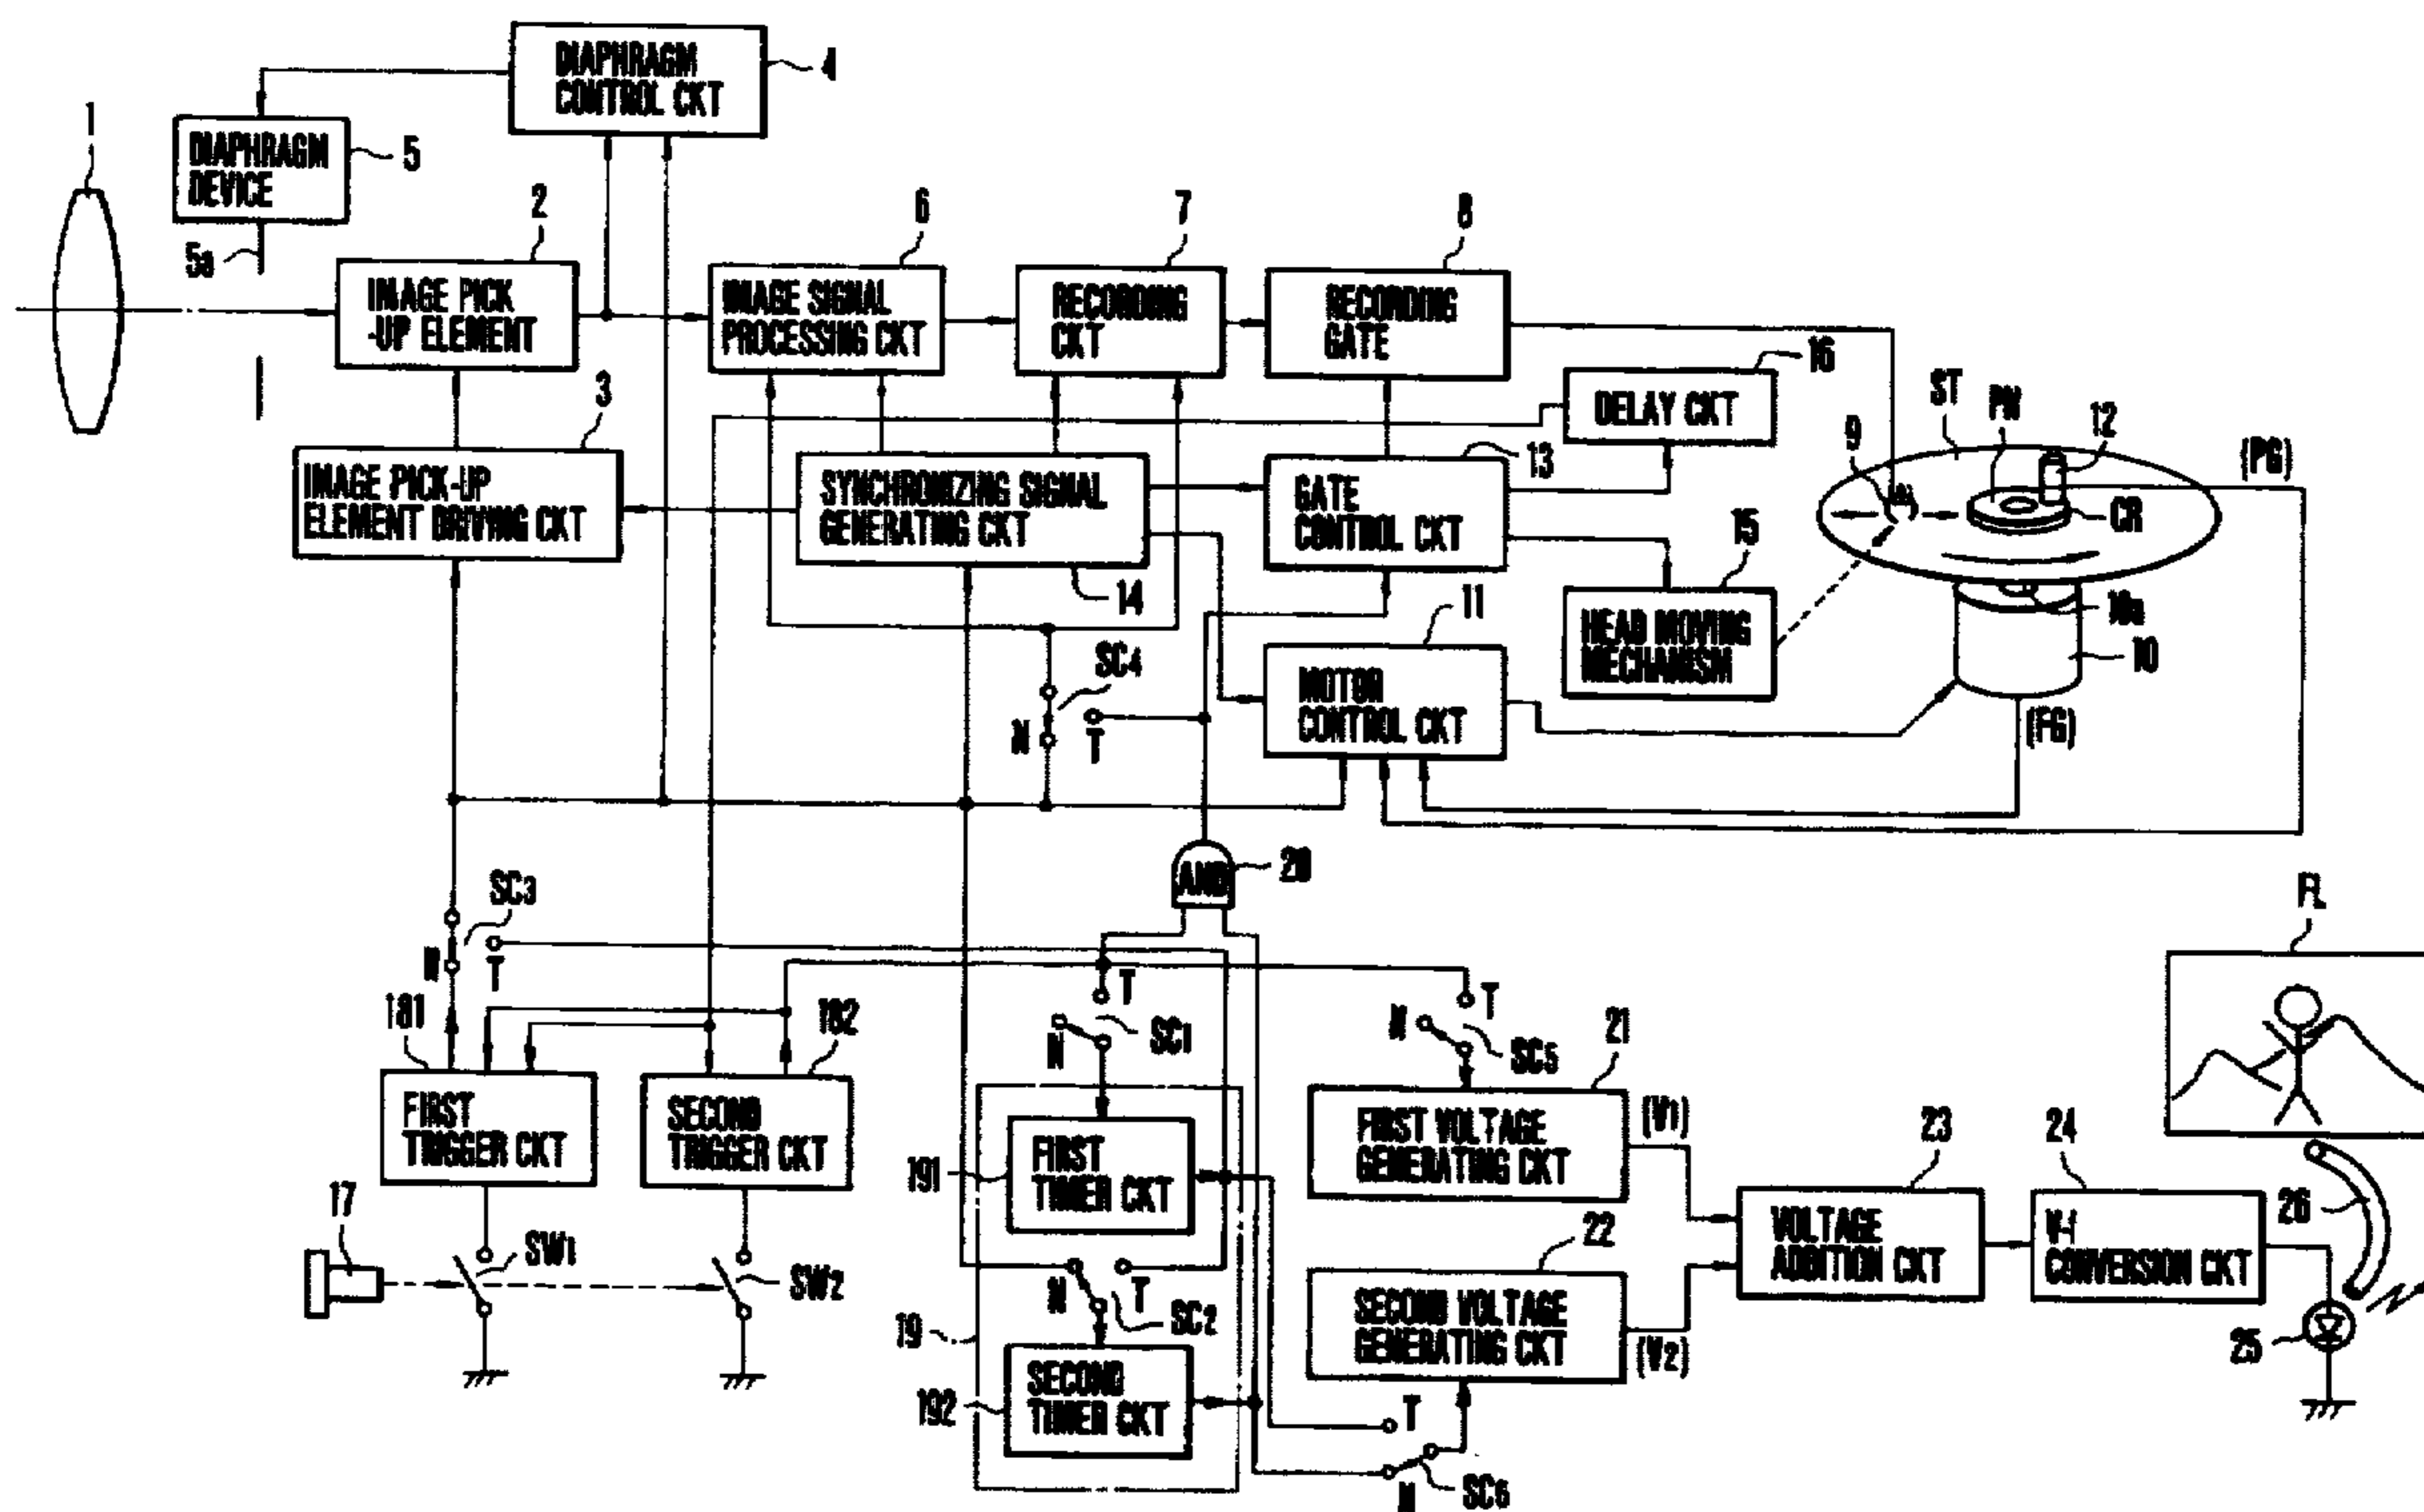 DIAPHRAGM
CONTROL CKT
4
1
DIAPHRAGM
DEVICE
5
5a
2
IMAGE PICK
-UP ELEMENT
6
IMAGE SIGNAL
PROCESSING CKT
7
RECORDING
CKT
8
RECORDING
GATE
16
DELAY CKT
3
IMAGE PICK-UP
ELEMENT DRIVING CKT
SYNCHRONIZING SIGNAL
GENERATING CKT
14
13
GATE
CONTROL CKT
9
ST
PN
12
(PG)
CR
15
HEAD MOVING
MECHANISM
10a
10
(FG)
11
MOTOR
CONTROL CKT
SC4
N
T
AND
20
SC3
N
T
181
FIRST
TRIGGER CKT
182
SECOND
TRIGGER CKT
17
SW1
SW2
T
N
SC1
191
FIRST
TIMER CKT
N
T
SC2
19
192
SECOND
TIMER CKT
T
N
SC5
21
FIRST VOLTAGE
GENERATING CKT
(V1)
22
SECOND VOLTAGE
GENERATING CKT
(V2)
T
N
SC6
23
VOLTAGE
ADDITION CKT
24
V-f
CONVERSION CKT
FL
26
25